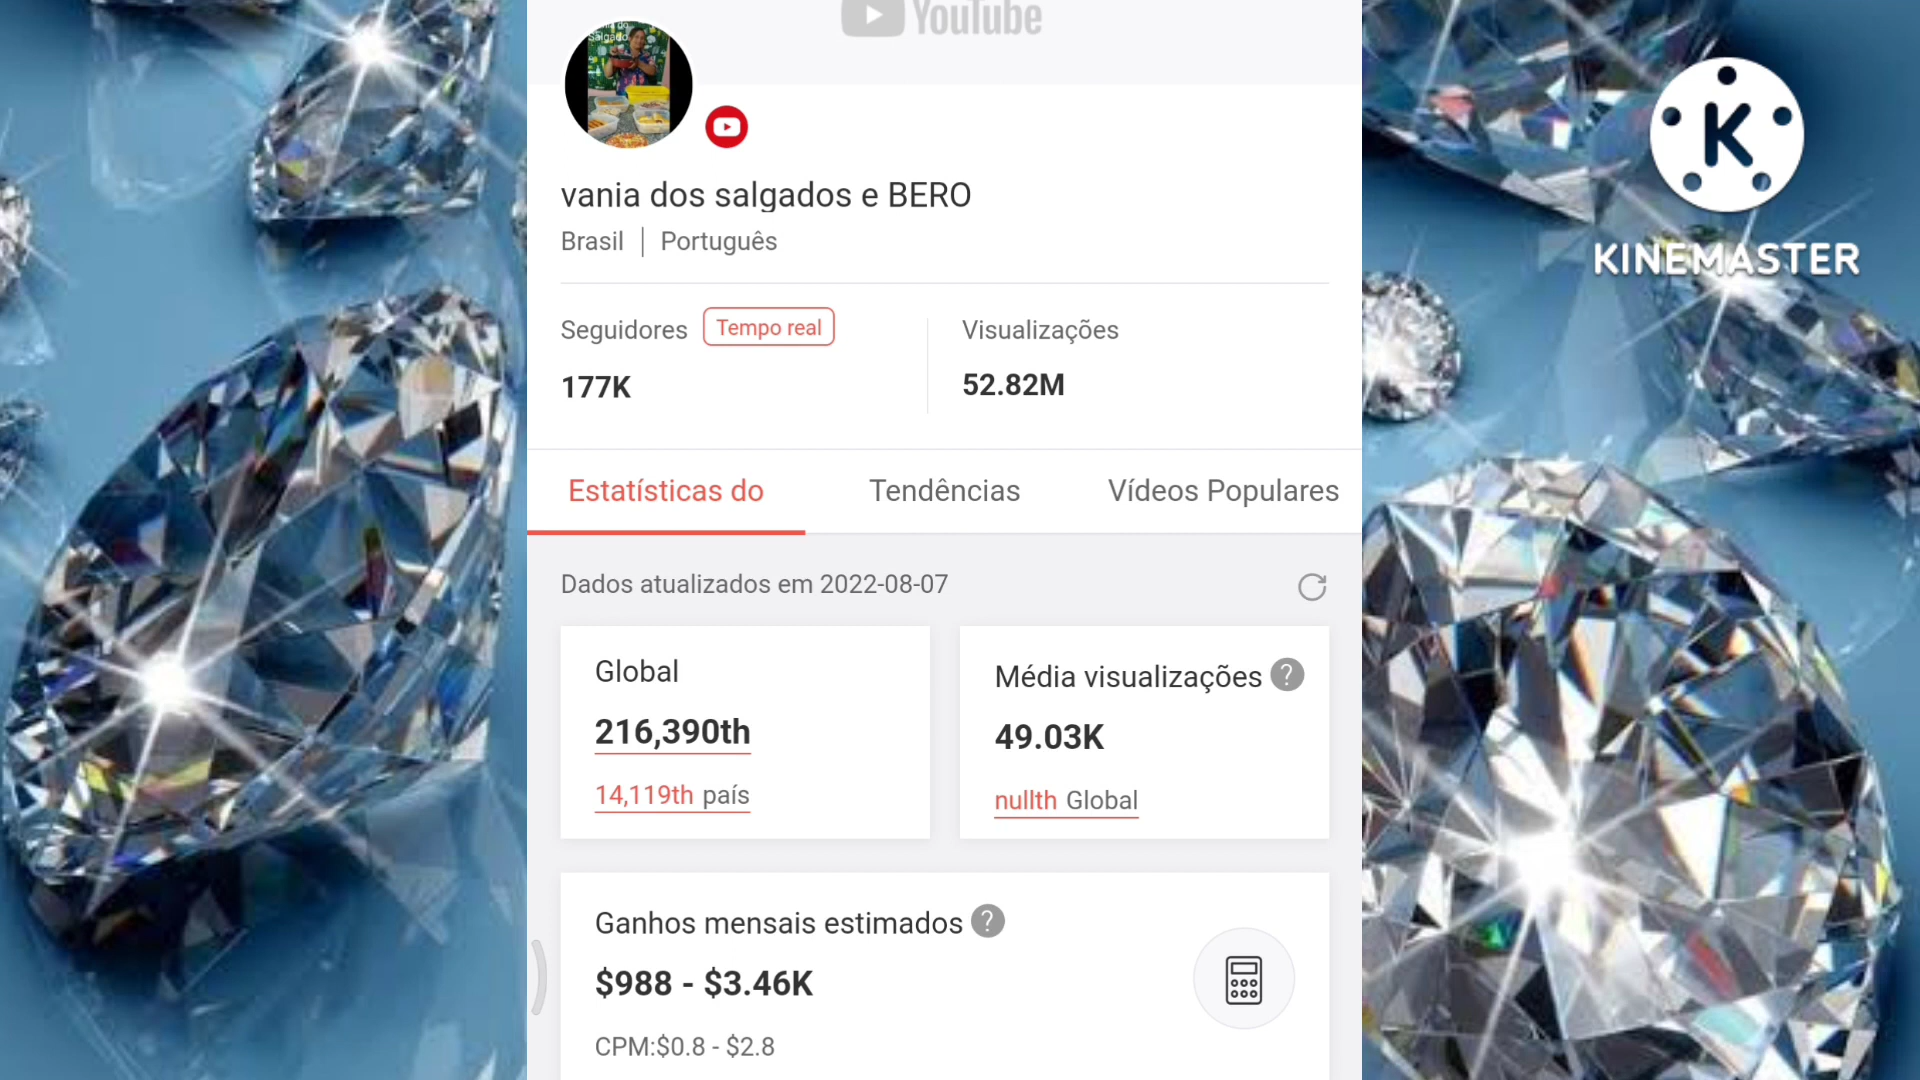 YouTube
Salgado
vania dos salgados e BERO
Brasil | Português
Seguidores Tempo real
177K
Visualizações
52.82M
Estatísticas do
Tendências
Vídeos Populares
Dados atualizados em 2022-08-07
Global
216,390th
14,119th país
Média visualizações ?
49.03K
nullth Global
Ganhos mensais estimados ?
$988 - $3.46K
CPM:$0.8 - $2.8
K
KINEMASTER